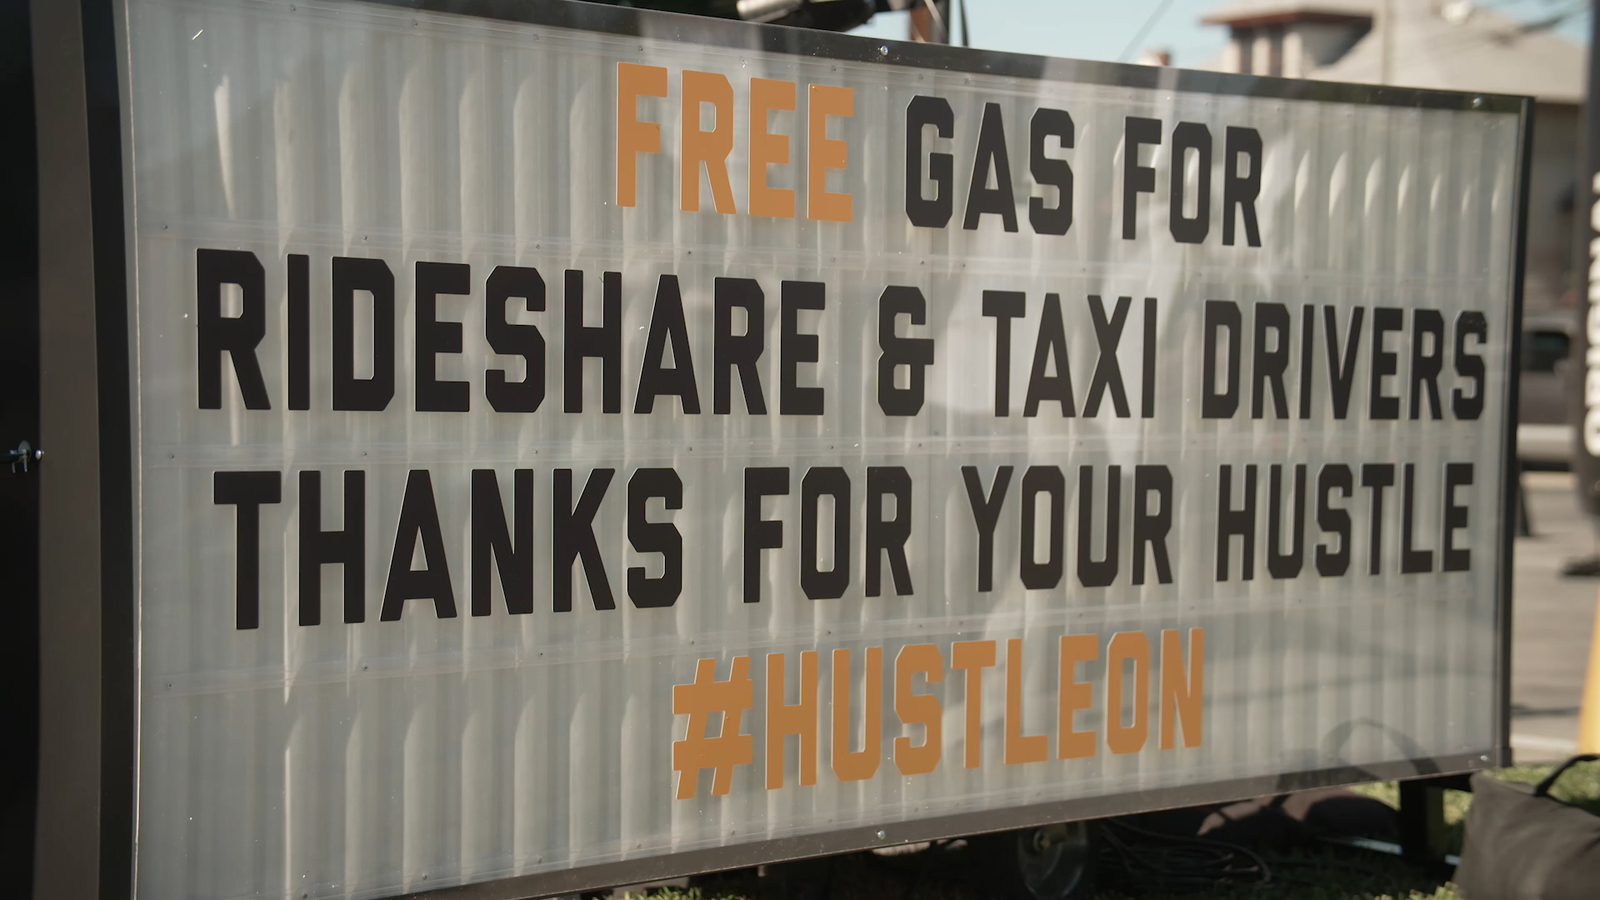 FREE GAS FOR
RIDESHARE & TAXI DRIVERS
THANKS FOR YOUR HUSTLE
#HUSTLEON